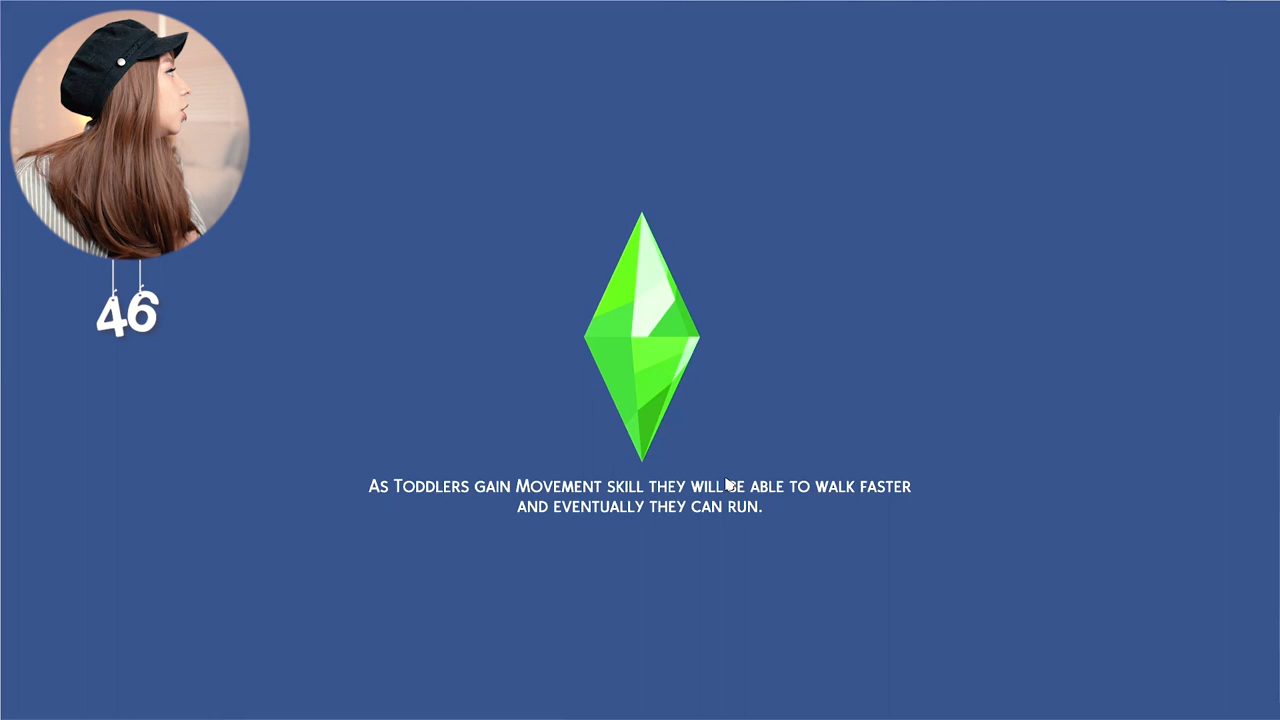 46
As Toddlers gain Movement skill they will be able to walk faster
and eventually they can run.